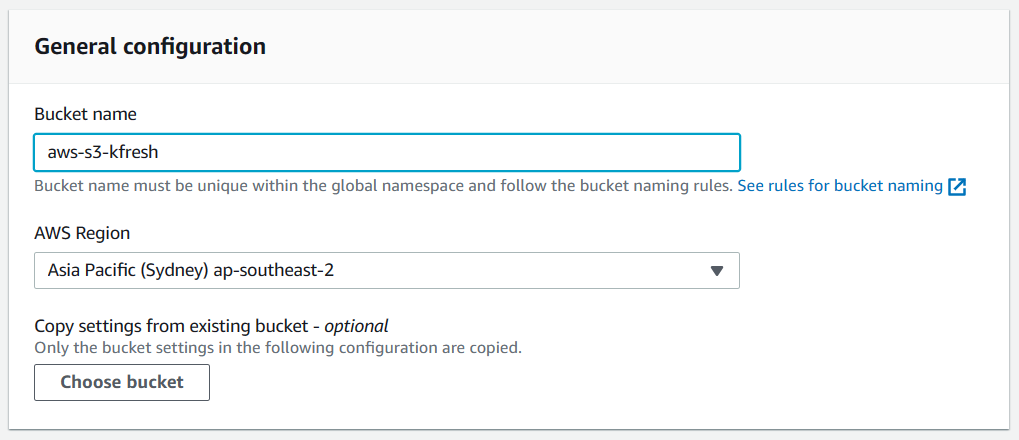 General configuration
Bucket name
aws-s3-kfresh
Bucket name must be unique within the global namespace and follow the bucket naming rules. See rules for bucket naming
AWS Region
Asia Pacific (Sydney) ap-southeast-2
Copy settings from existing bucket - optional
Only the bucket settings in the following configuration are copied.
Choose bucket